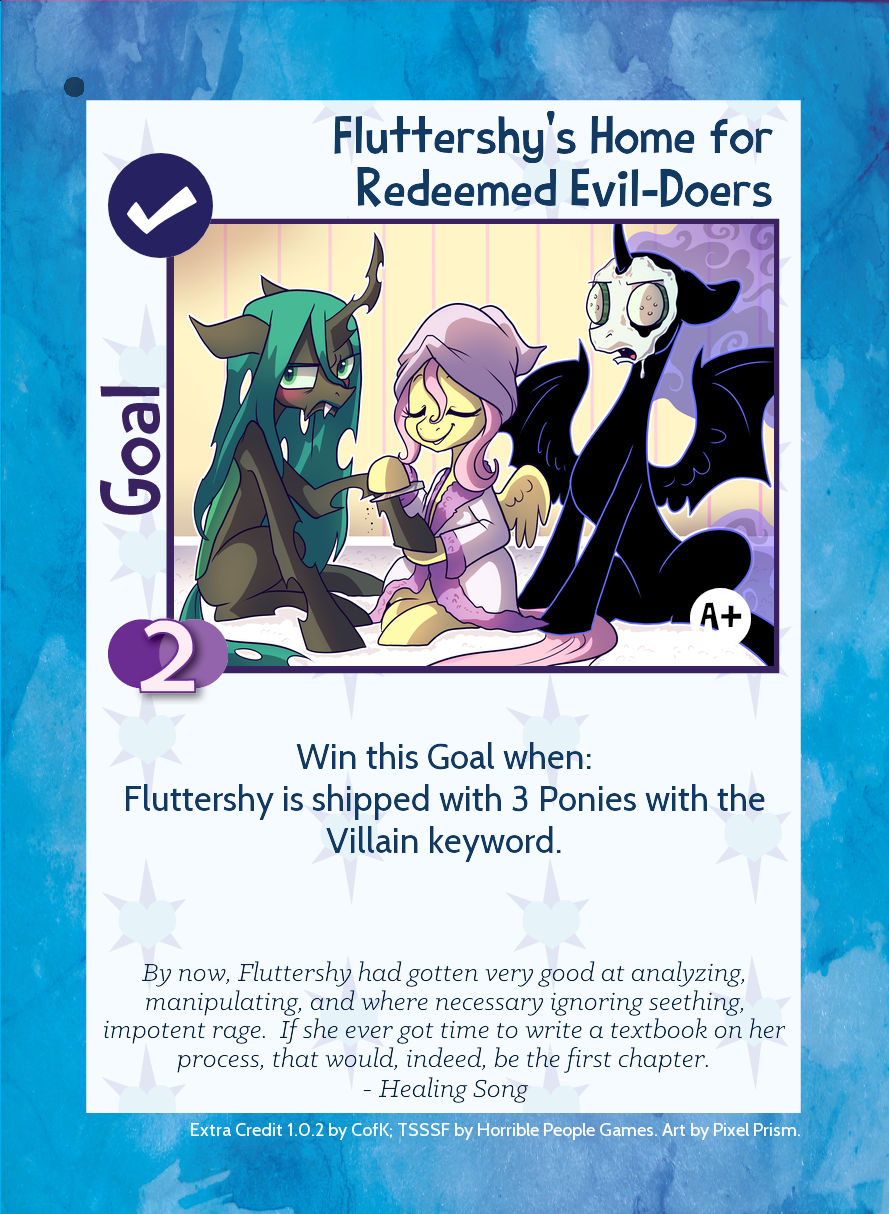 Fluttershy's Home for
Redeemed Evil-Doers
Goal
A+
2
Win this Goal when:
Fluttershy is shipped with 3 Ponies with the
Villain keyword.
By now, Fluttershy had gotten very good at analyzing,
manipulating, and where necessary ignoring seething,
impotent rage.  If she ever got time to write a textbook on her
process, that would, indeed, be the first chapter.
- Healing Song
Extra Credit 1.0.2 by CofK; TSSSF by Horrible People Games. Art by Pixel Prism.